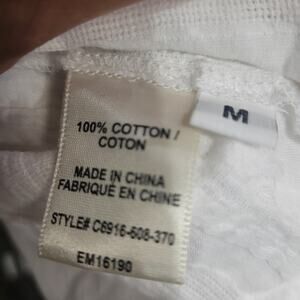 100% COTTON /
COTON
M
MADE IN CHINA
FABRIQUÉ EN CHINE
STYLE# C6916-608-370
EM16190